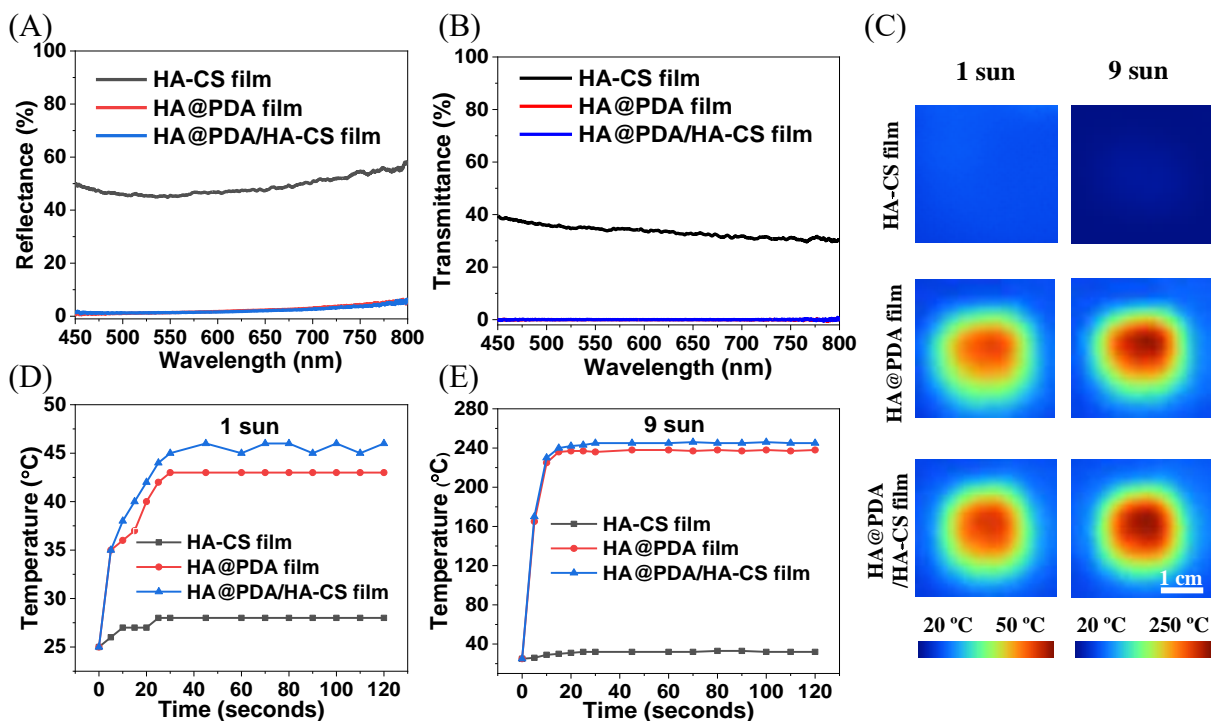 (A)
100
80
60
40
20
0
Reflectance (%)
HA-CS film
HA@PDA film
HA@PDA/HA-CS film
450 500 550 600 650 700 750 800
Wavelength (nm)
(B)
100
80
60
40
20
0
Transmittance (%)
HA-CS film
HA@PDA film
HA@PDA/HA-CS film
450 500 550 600 650 700 750 800
Wavelength (nm)
(C)
1 sun 9 sun
HA-CS film
HA@PDA film
HA@PDA
/HA-CS film
1 cm
20 ºC 50 ºC
20 ºC 250 ºC
(D)
50
45
40
35
30
25
Temperature (°C)
1 sun
HA-CS film
HA@PDA film
HA@PDA/HA-CS film
0 20 40 60 80 100 120
Time (seconds)
(E)
280
240
200
160
120
80
40
0
Temperature (°C)
9 sun
HA-CS film
HA@PDA film
HA@PDA/HA-CS film
0 20 40 60 80 100 120
Time (seconds)